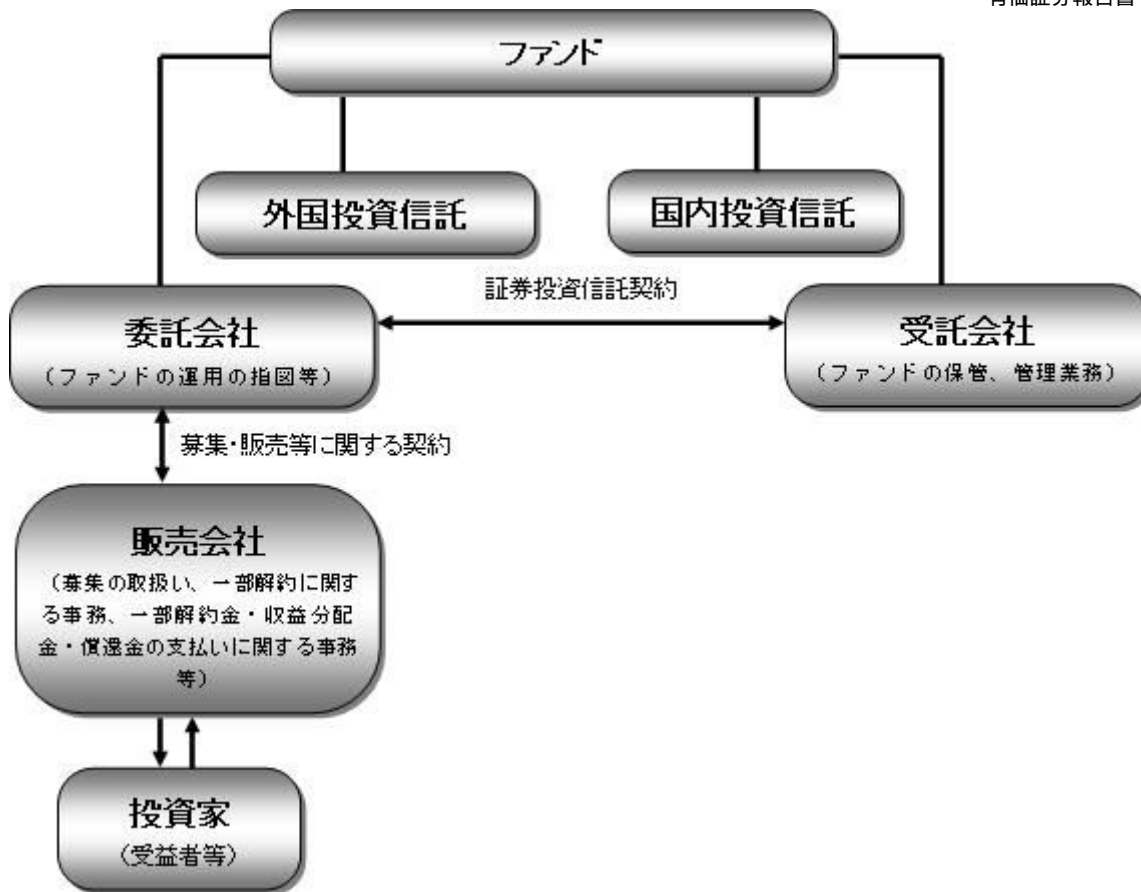 有価証券報告書
ファンド
外国投資信託
国内投資信託
証券投資信託契約
委託会社
（ファンドの運用の指図等）
受託会社
（ファンドの保管、管理業務）
募集・販売等に関する契約
販売会社
（募集の取扱い、一部解約に関す
る事務、一部解約金・収益分配
金・償還金の支払いに関する事務
等）
投資家
（受益者等）